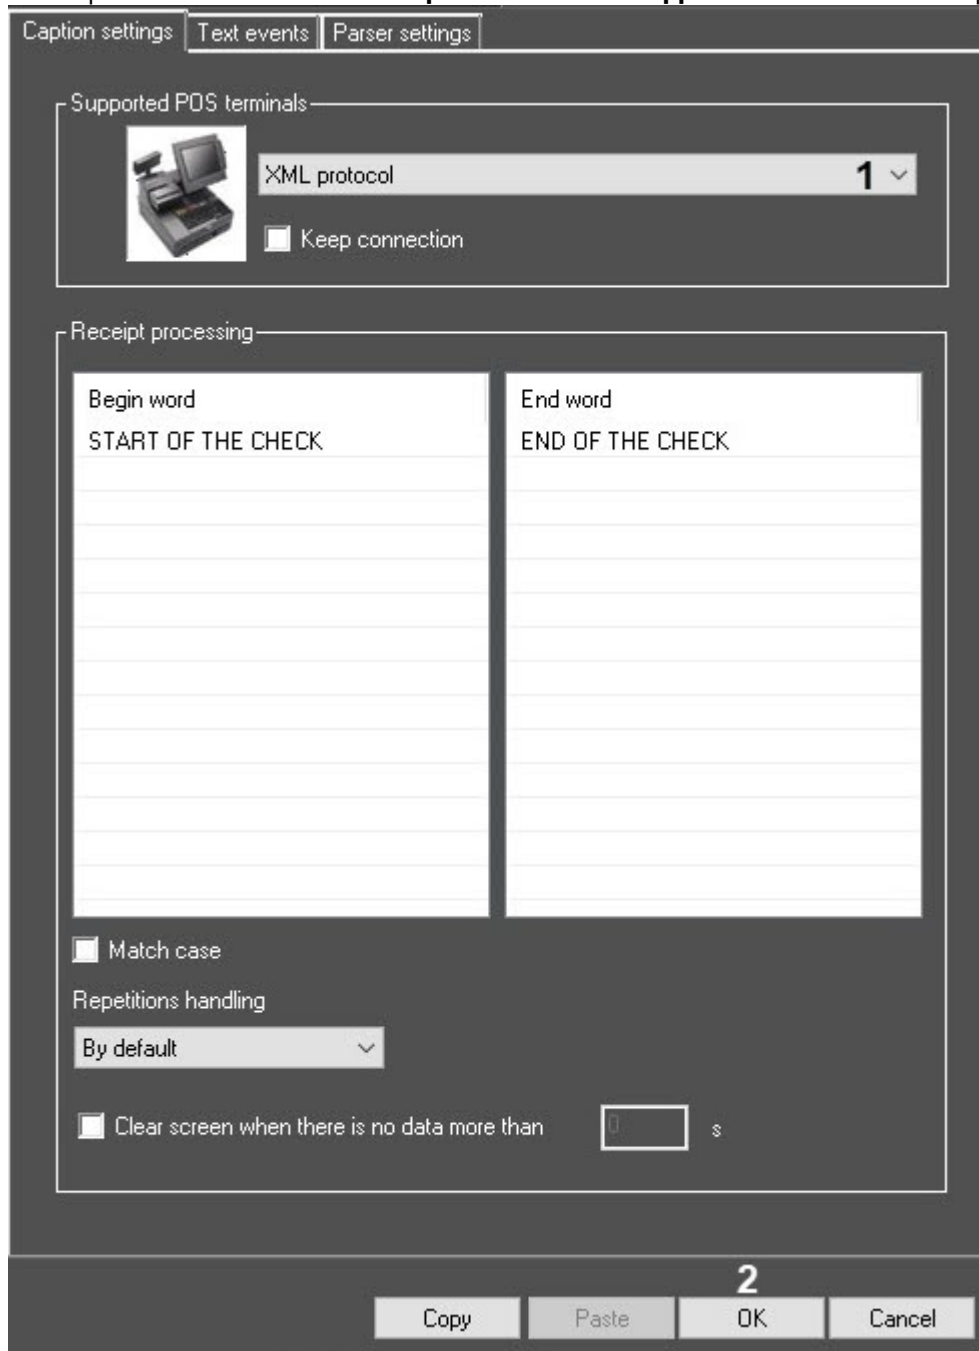 Caption settings Text events Parser settings
Supported POS terminals
XML protocol 1
Keep connection
Receipt processing
Begin word End word
START OF THE CHECK END OF THE CHECK
Match case
Repetitions handling
By default
Clear screen when there is no data more than 0 s
2
Copy Paste OK Cancel